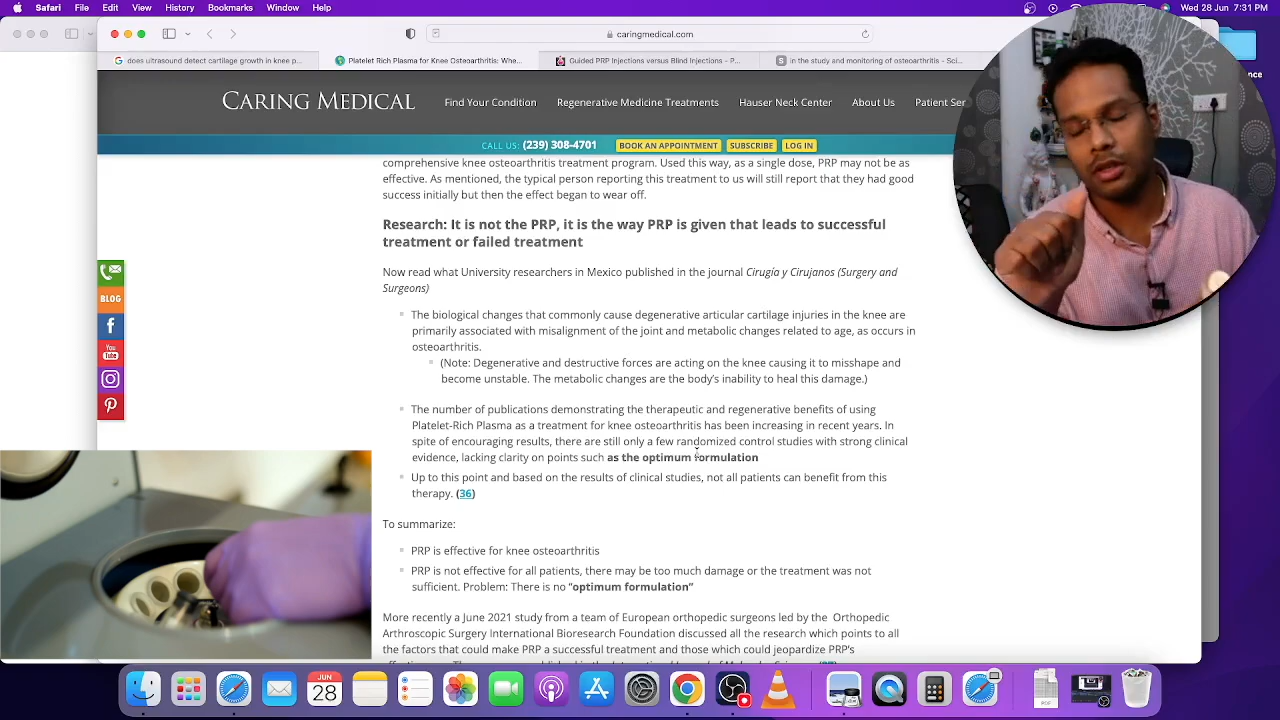 Safari File Edit View History Bookmarks Window Help
Wed 28 Jun 7:31 PM
caringmedical.com
does ultrasound detect cartilage growth in knee p...
Platelet Rich Plasma for Knee Osteoarthritis: Whe...
Guided PRP Injections versus Blind Injections - P...
S in the study and monitoring of osteoarthritis - Sci...
CARING MEDICAL
Find Your Condition
Regenerative Medicine Treatments
Hauser Neck Center
About Us
Patient Ser
CALL US: (239) 308-4701
BOOK AN APPOINTMENT
SUBSCRIBE
LOG IN
comprehensive knee osteoarthritis treatment program. Used this way, as a single dose, PRP may not be as
effective. As mentioned, the typical person reporting this treatment to us will still report that they had good
success initially but then the effect began to wear off.
Research: It is not the PRP, it is the way PRP is given that leads to successful
treatment or failed treatment
Now read what University researchers in Mexico published in the journal Cirugía y Cirujanos (Surgery and
Surgeons)
The biological changes that commonly cause degenerative articular cartilage injuries in the knee are
primarily associated with misalignment of the joint and metabolic changes related to age, as occurs in
osteoarthritis.
(Note: Degenerative and destructive forces are acting on the knee causing it to misshape and
become unstable. The metabolic changes are the body's inability to heal this damage.)
The number of publications demonstrating the therapeutic and regenerative benefits of using
Platelet-Rich Plasma as a treatment for knee osteoarthritis has been increasing in recent years. In
spite of encouraging results, there are still only a few randomized control studies with strong clinical
evidence, lacking clarity on points such as the optimum formulation
Up to this point and based on the results of clinical studies, not all patients can benefit from this
therapy. (36)
To summarize:
PRP is effective for knee osteoarthritis
PRP is not effective for all patients, there may be too much damage or the treatment was not
sufficient. Problem: There is no "optimum formulation"
More recently a June 2021 study from a team of European orthopedic surgeons led by the Orthopedic
Arthroscopic Surgery International Bioresearch Foundation discussed all the research which points to all
the factors that could make PRP a successful treatment and those which could jeopardize PRP's
BLOG
You
Tube
ence
JUN
28
PDF